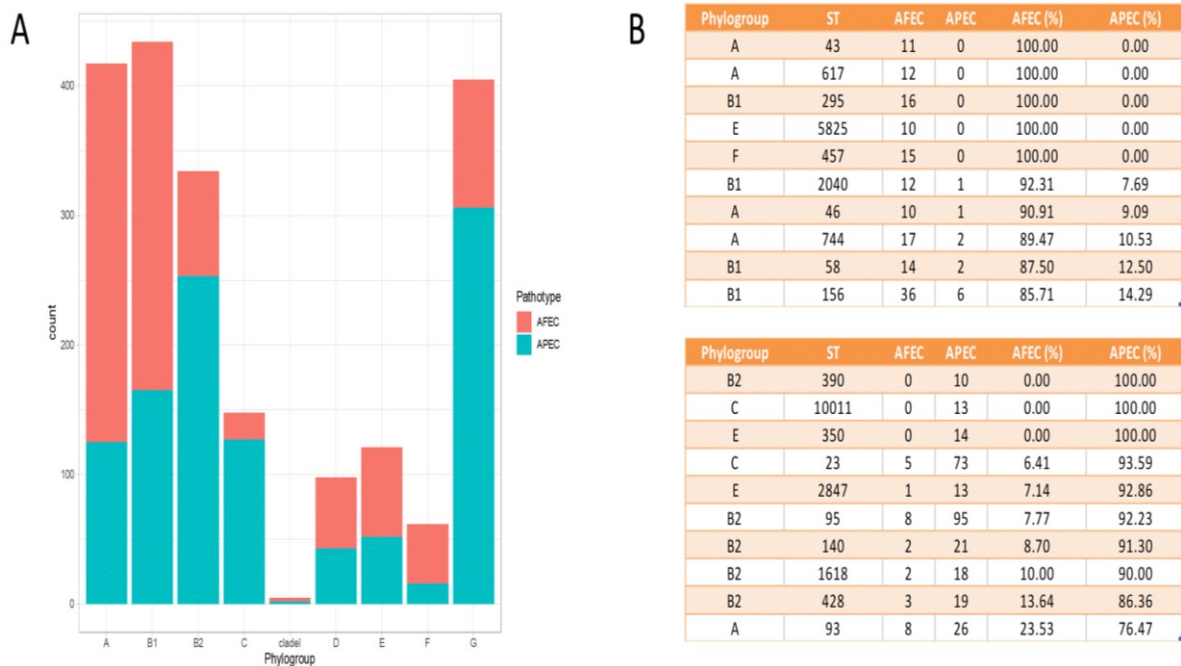 A
B
400
300
200
100
0
count
A B1 B2 C cladeI D E F G
Phylogroup
Pathotype
AFEC
APEC
Phylogroup ST AFEC APEC AFEC (%) APEC (%)
A 43 11 0 100.00 0.00
A 617 12 0 100.00 0.00
B1 295 16 0 100.00 0.00
E 5825 10 0 100.00 0.00
F 457 15 0 100.00 0.00
B1 2040 12 1 92.31 7.69
A 46 10 1 90.91 9.09
A 744 17 2 89.47 10.53
B1 58 14 2 87.50 12.50
B1 156 36 6 85.71 14.29
Phylogroup ST AFEC APEC AFEC (%) APEC (%)
B2 390 0 10 0.00 100.00
C 10011 0 13 0.00 100.00
E 350 0 14 0.00 100.00
C 23 5 73 6.41 93.59
E 2847 1 13 7.14 92.86
B2 95 8 95 7.77 92.23
B2 140 2 21 8.70 91.30
B2 1618 2 18 10.00 90.00
B2 428 3 19 13.64 86.36
A 93 8 26 23.53 76.47